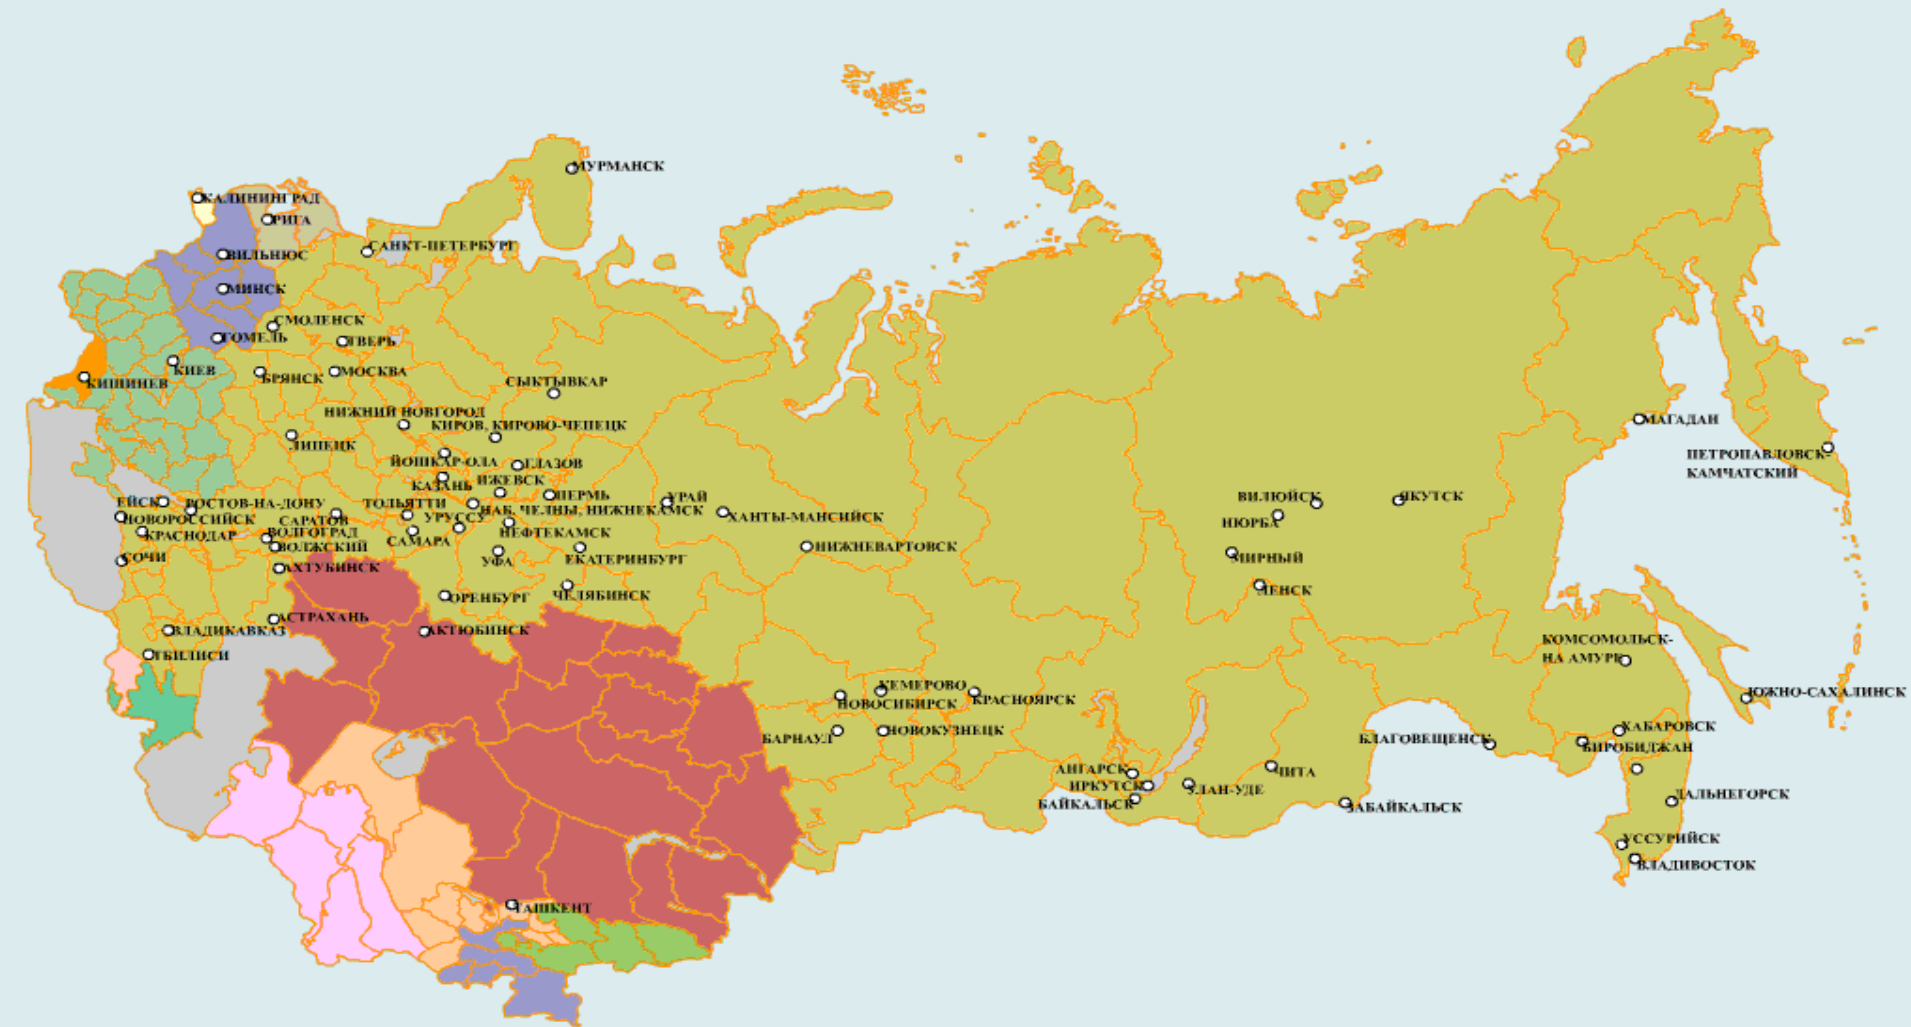 МУРМАНСК
КАЛИНИНГРАД
РИГА
САНКТ-ПЕТЕРБУРГ
ВИЛЬНЮС
МИНСК
СМОЛЕНСК
ГОМЕЛЬ
ТВЕРЬ
КИЕВ
БРЯНСК
МОСКВА
КИШИНЕВ
СЫКТЫВКАР
НИЖНИЙ НОВГОРОД
КИРОВ, КИРОВО-ЧЕПЕЦК
МАГАДАН
ЛИПЕЦК
ЙОШКАР-ОЛА
ГЛАЗОВ
ПЕТРОПАВЛОВСК-
КАМЧАТСКИЙ
КАЗАНЬ
ИЖЕВСК
ПЕРМЬ
УРАЙ
ВИЛЮЙСК
ЯКУТСК
ЕЙСК
РОСТОВ-НА-ДОНУ
ТОЛЬЯТТИ
НАБ. ЧЕЛНЫ, НИЖНЕКАМСК
НОВОРОССИЙСК
САРАТОВ
УРУССУ
ХАНТЫ-МАНСИЙСК
НЮРБА
КРАСНОДАР
ВОЛГОГРАД
САМАРА
НЕФТЕКАМСК
ВОЛЖСКИЙ
НИЖНЕВАРТОВСК
СОЧИ
УФА
ЕКАТЕРИНБУРГ
МИРНЫЙ
АХТУБИНСК
ЛЕНСК
ОРЕНБУРГ
ЧЕЛЯБИНСК
АСТРАХАНЬ
ВЛАДИКАВКАЗ
АКТЮБИНСК
КОМСОМОЛЬСК-
НА АМУРЕ
ТБИЛИСИ
КЕМЕРОВО
НОВОСИБИРСК
КРАСНОЯРСК
ЮЖНО-САХАЛИНСК
БАРНАУЛ
НОВОКУЗНЕЦК
ХАБАРОВСК
БЛАГОВЕЩЕНСК
БИРОБИДЖАН
АНГАРСК
ЧИТА
ИРКУТСК
УЛАН-УДЕ
БАЙКАЛЬСК
ЗАБАЙКАЛЬСК
ДАЛЬНЕГОРСК
УССУРИЙСК
ВЛАДИВОСТОК
ТАШКЕНТ